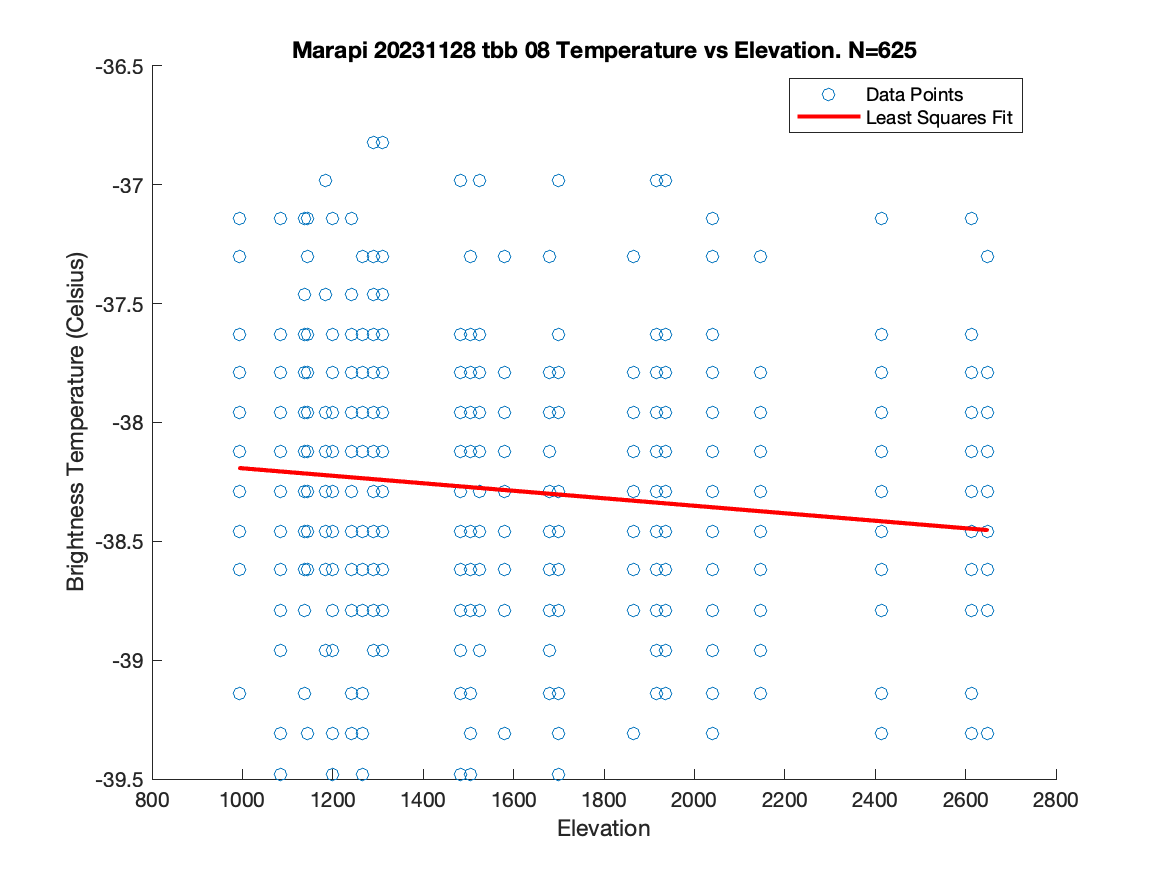 Marapi 20231128 tbb 08 Temperature vs Elevation. N=625
Data Points
Least Squares Fit
Brightness Temperature (Celsius)
-36.5
-37
-37.5
-38
-38.5
-39
-39.5
800 1000 1200 1400 1600 1800 2000 2200 2400 2600 2800
Elevation